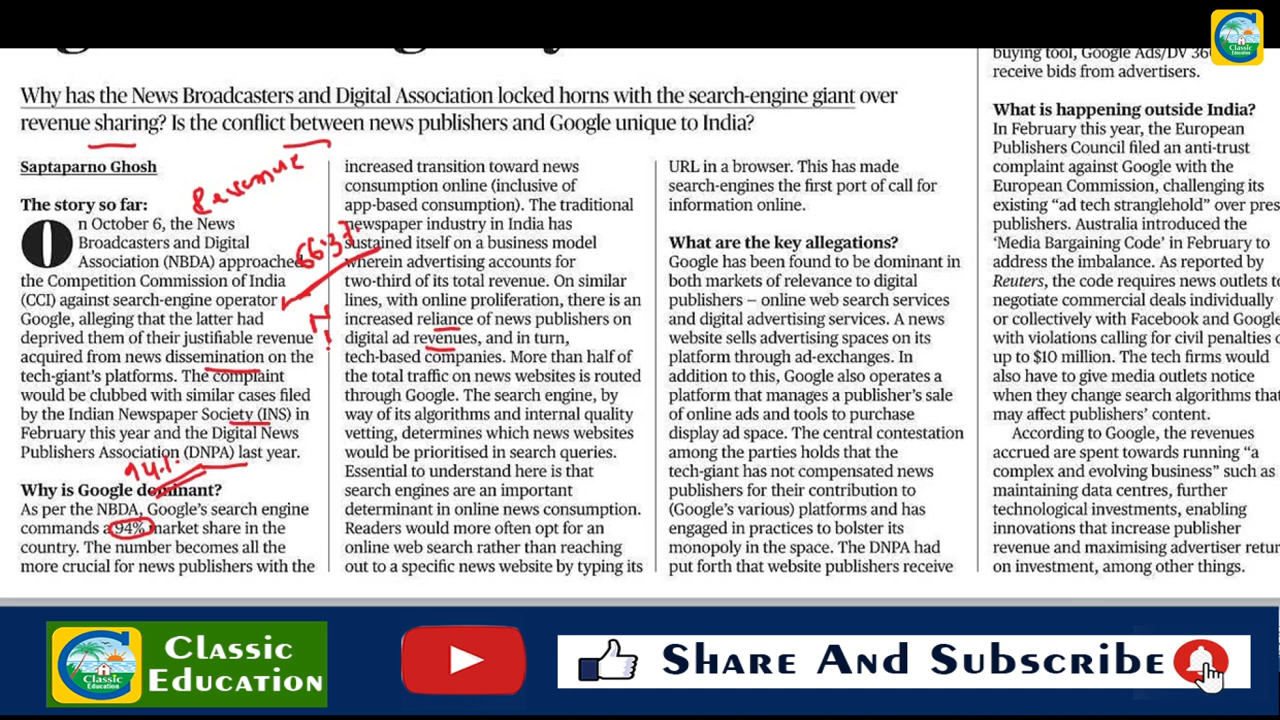 Classic
Education
Why has the News Broadcasters and Digital Association locked horns with the search-engine giant over
revenue sharing? Is the conflict between news publishers and Google unique to India?
Saptaparno Ghosh
Revenue
The story so far:
On October 6, the News
Broadcasters and Digital
Association (NBDA) approached
the Competition Commission of India
(CCI) against search-engine operator
Google, alleging that the latter had
deprived them of their justifiable revenue
acquired from news dissemination on the
tech-giant's platforms. The complaint
would be clubbed with similar cases filed
by the Indian Newspaper Society (INS) in
February this year and the Digital News
Publishers Association (DNPA) last year.
94%
Why is Google dominant?
As per the NBDA, Google's search engine
commands a 94% market share in the
country. The number becomes all the
more crucial for news publishers with the
increased transition toward news
consumption online (inclusive of
app-based consumption). The traditional
newspaper industry in India has
sustained itself on a business model
wherein advertising accounts for
two-third of its total revenue. On similar
lines, with online proliferation, there is an
increased reliance of news publishers on
digital ad revenues, and in turn,
tech-based companies. More than half of
the total traffic on news websites is routed
through Google. The search engine, by
way of its algorithms and internal quality
vetting, determines which news websites
would be prioritised in search queries.
Essential to understand here is that
search engines are an important
determinant in online news consumption.
Readers would more often opt for an
online web search rather than reaching
out to a specific news website by typing its
URL in a browser. This has made
search-engines the first port of call for
information online.
What are the key allegations?
Google has been found to be dominant in
both markets of relevance to digital
publishers – online web search services
and digital advertising services. A news
website sells advertising spaces on its
platform through ad-exchanges. In
addition to this, Google also operates a
platform that manages a publisher's sale
of online ads and tools to purchase
display ad space. The central contestation
among the parties holds that the
tech-giant has not compensated news
publishers for their contribution to
(Google's various) platforms and has
engaged in practices to bolster its
monopoly in the space. The DNPA had
put forth that website publishers receive
buying tool, Google Ads/DV 36
receive bids from advertisers.
What is happening outside India?
In February this year, the European
Publishers Council filed an anti-trust
complaint against Google with the
European Commission, challenging its
existing "ad tech stranglehold" over pres
publishers. Australia introduced the
'Media Bargaining Code' in February to
address the imbalance. As reported by
Reuters, the code requires news outlets to
negotiate commercial deals individually
or collectively with Facebook and Google
with violations calling for civil penalties o
up to $10 million. The tech firms would
also have to give media outlets notice
when they change search algorithms that
may affect publishers' content.
According to Google, the revenues
accrued are spent towards running "a
complex and evolving business" such as
maintaining data centres, further
technological investments, enabling
innovations that increase publisher
revenue and maximising advertiser retur
on investment, among other things.
Classic
Education
Classic
Education
Share And Subscribe